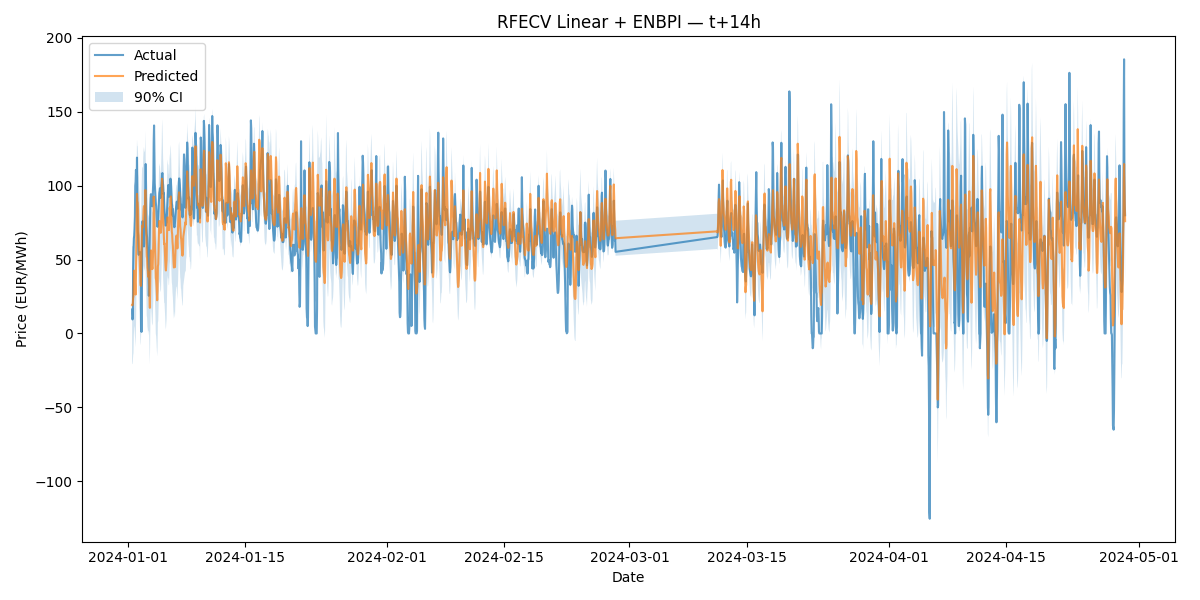 RFECV Linear + ENBPI — t+14h
Actual
Predicted
90% CI
Price (EUR/MWh)
200
150
100
50
0
−50
−100
2024-01-01
2024-01-15
2024-02-01
2024-02-15
2024-03-01
2024-03-15
2024-04-01
2024-04-15
2024-05-01
Date